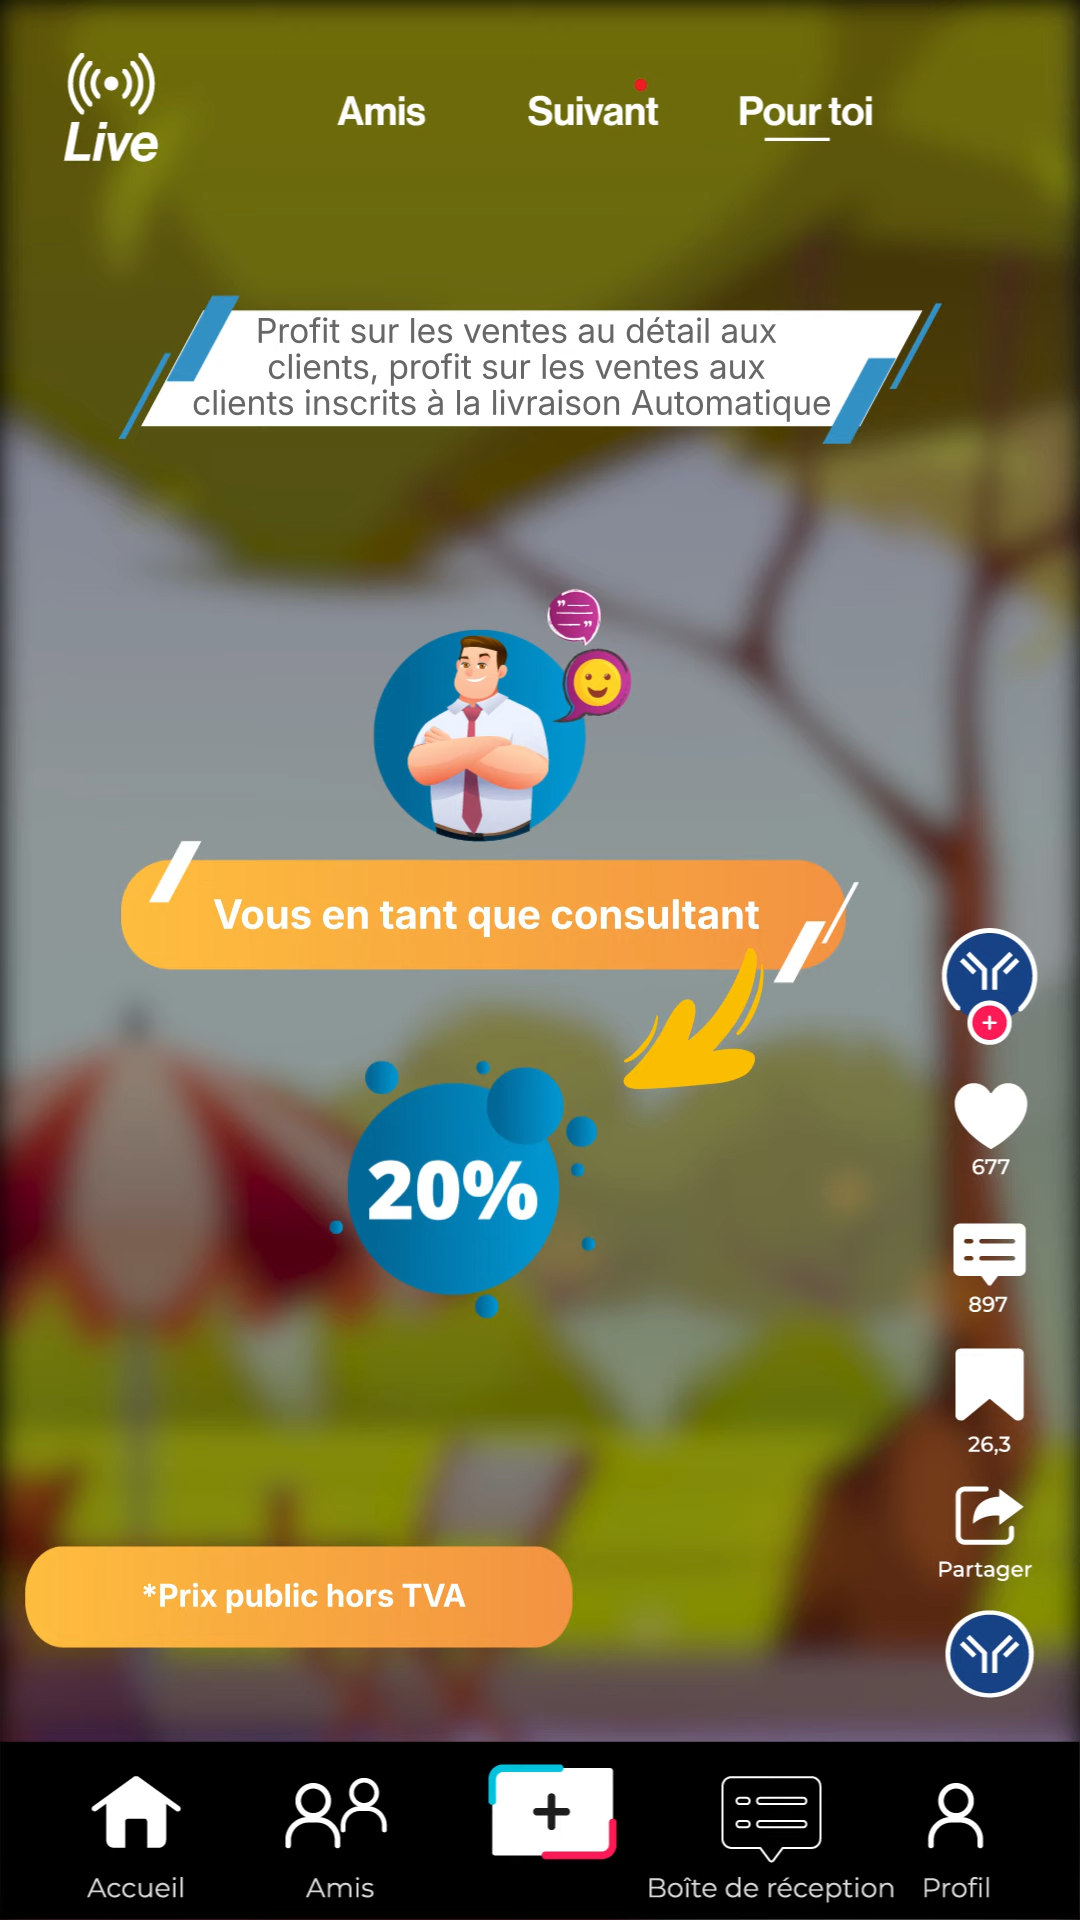 Live
Amis
Suivant
Pour toi
Profit sur les ventes au détail aux
clients, profit sur les ventes aux
clients inscrits à la livraison Automatique
Vous en tant que consultant
20%
677
897
26,3
Partager
*Prix public hors TVA
Accueil
Amis
Boîte de réception
Profil